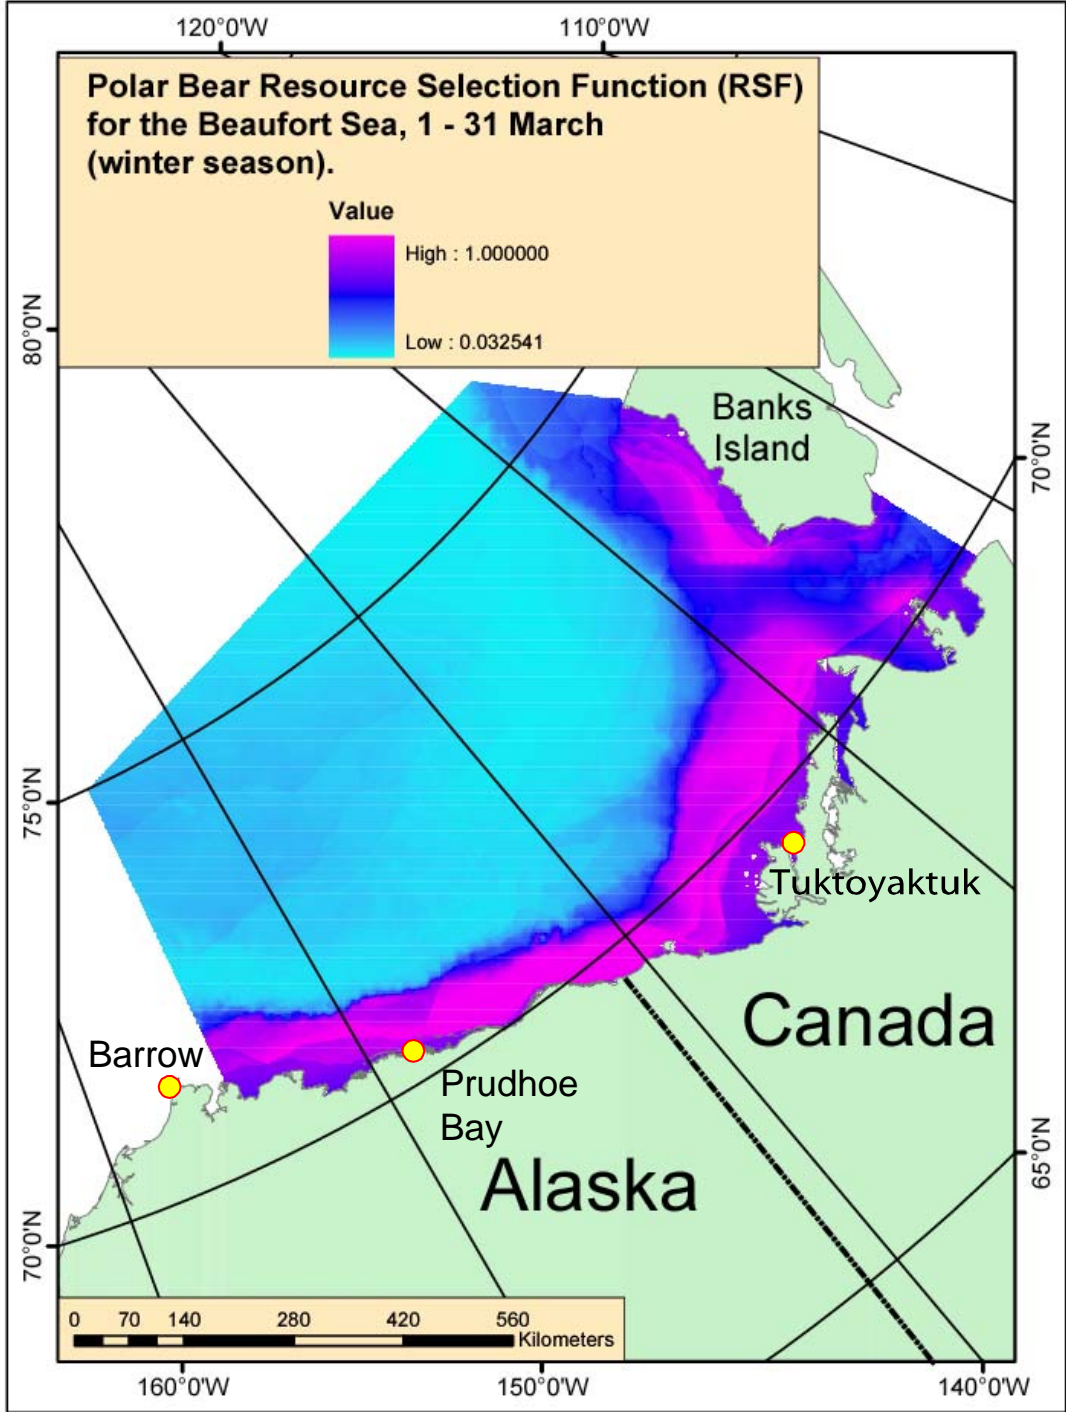 120°0'W
110°0'W
Polar Bear Resource Selection Function (RSF)
for the Beaufort Sea, 1 - 31 March
(winter season).
Value
High : 1.000000
Low : 0.032541
80°0'N
Banks
Island
70°0'N
75°0'N
Tuktoyaktuk
Canada
Barrow
Prudhoe
Bay
Alaska
65°0'N
70°0'N
0 70 140 280 420 560
Kilometers
160°0'W
150°0'W
140°0'W